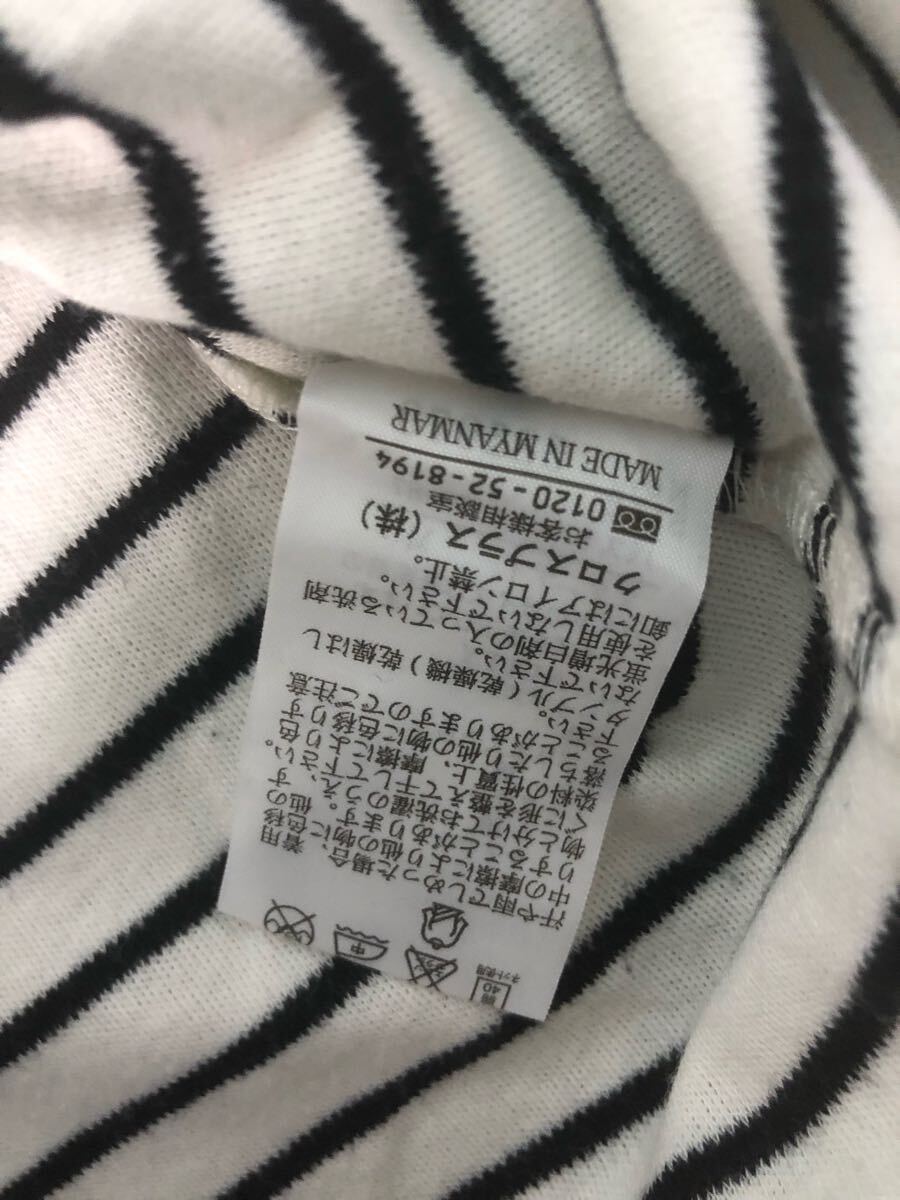 弱
40
ネット使用
中
汗や雨でしめった場合、着用
中の摩擦により他の物に色移
りすることがあります。他の
物と分けてお洗濯のうえ、す
ぐに形を整えて干して下さい。
染料の性質上、摩擦により色
落ちしたり他の物に色移りす
ることがありますのでご注意
下さい。
タンブル(乾燥機)乾燥はし
ないで下さい。
蛍光増白剤の入っている洗剤
を使用しないで下さい。
釦にはアイロン禁止。
クロスプラス(株)
お客様相談室
0120-52-8194
MADE IN MYANMAR